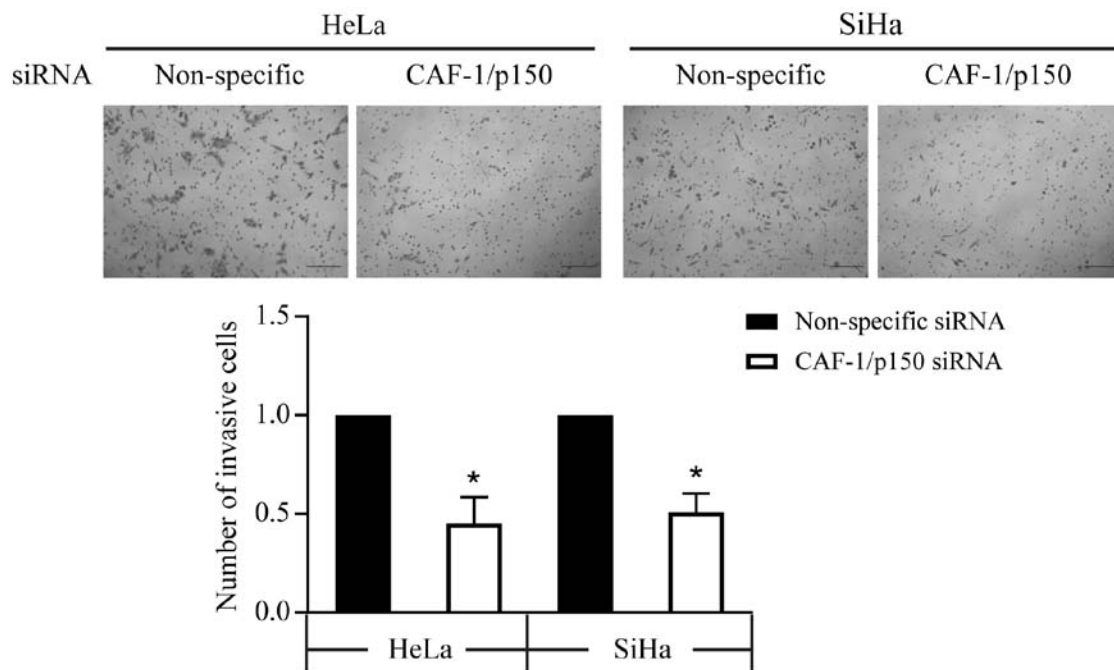 HeLa SiHa
siRNA Non-specific CAF-1/p150 Non-specific CAF-1/p150
Number of invasive cells
1.5
1.0
0.5
0.0
* *
Non-specific siRNA
CAF-1/p150 siRNA
HeLa SiHa